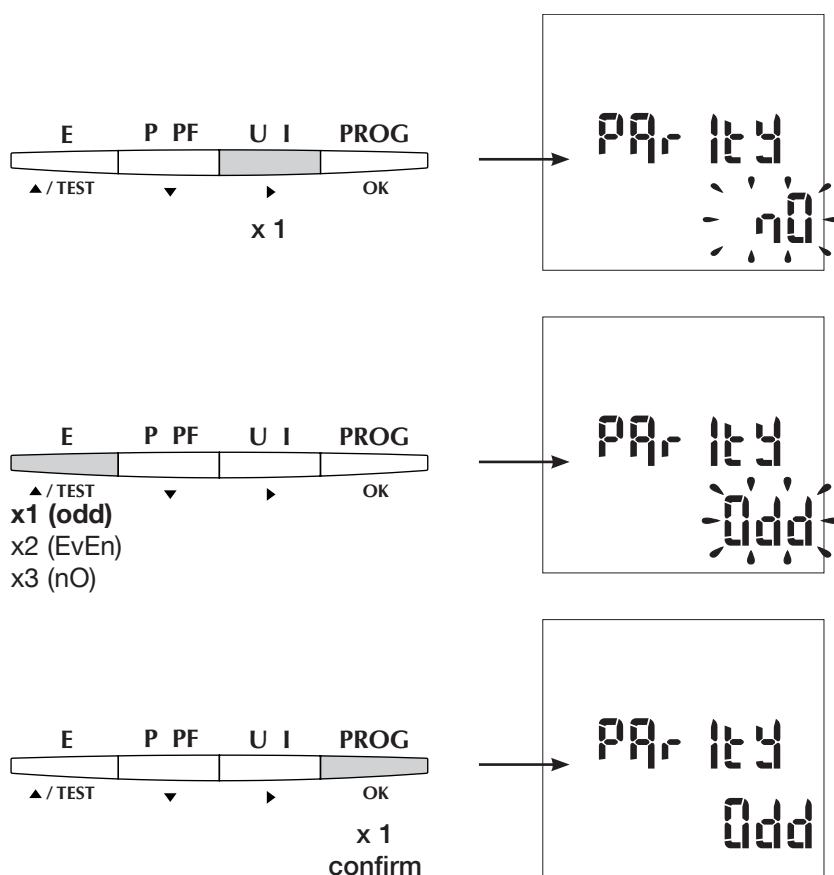 E P PF U I PROG
▲ / TEST ▼ ▶ OK
x 1
PAr Ity
nO
E P PF U I PROG
▲ / TEST ▼ ▶ OK
x1 (odd)
x2 (EvEn)
x3 (nO)
PAr Ity
Odd
E P PF U I PROG
▲ / TEST ▼ ▶ OK
x 1
confirm
PAr Ity
Odd